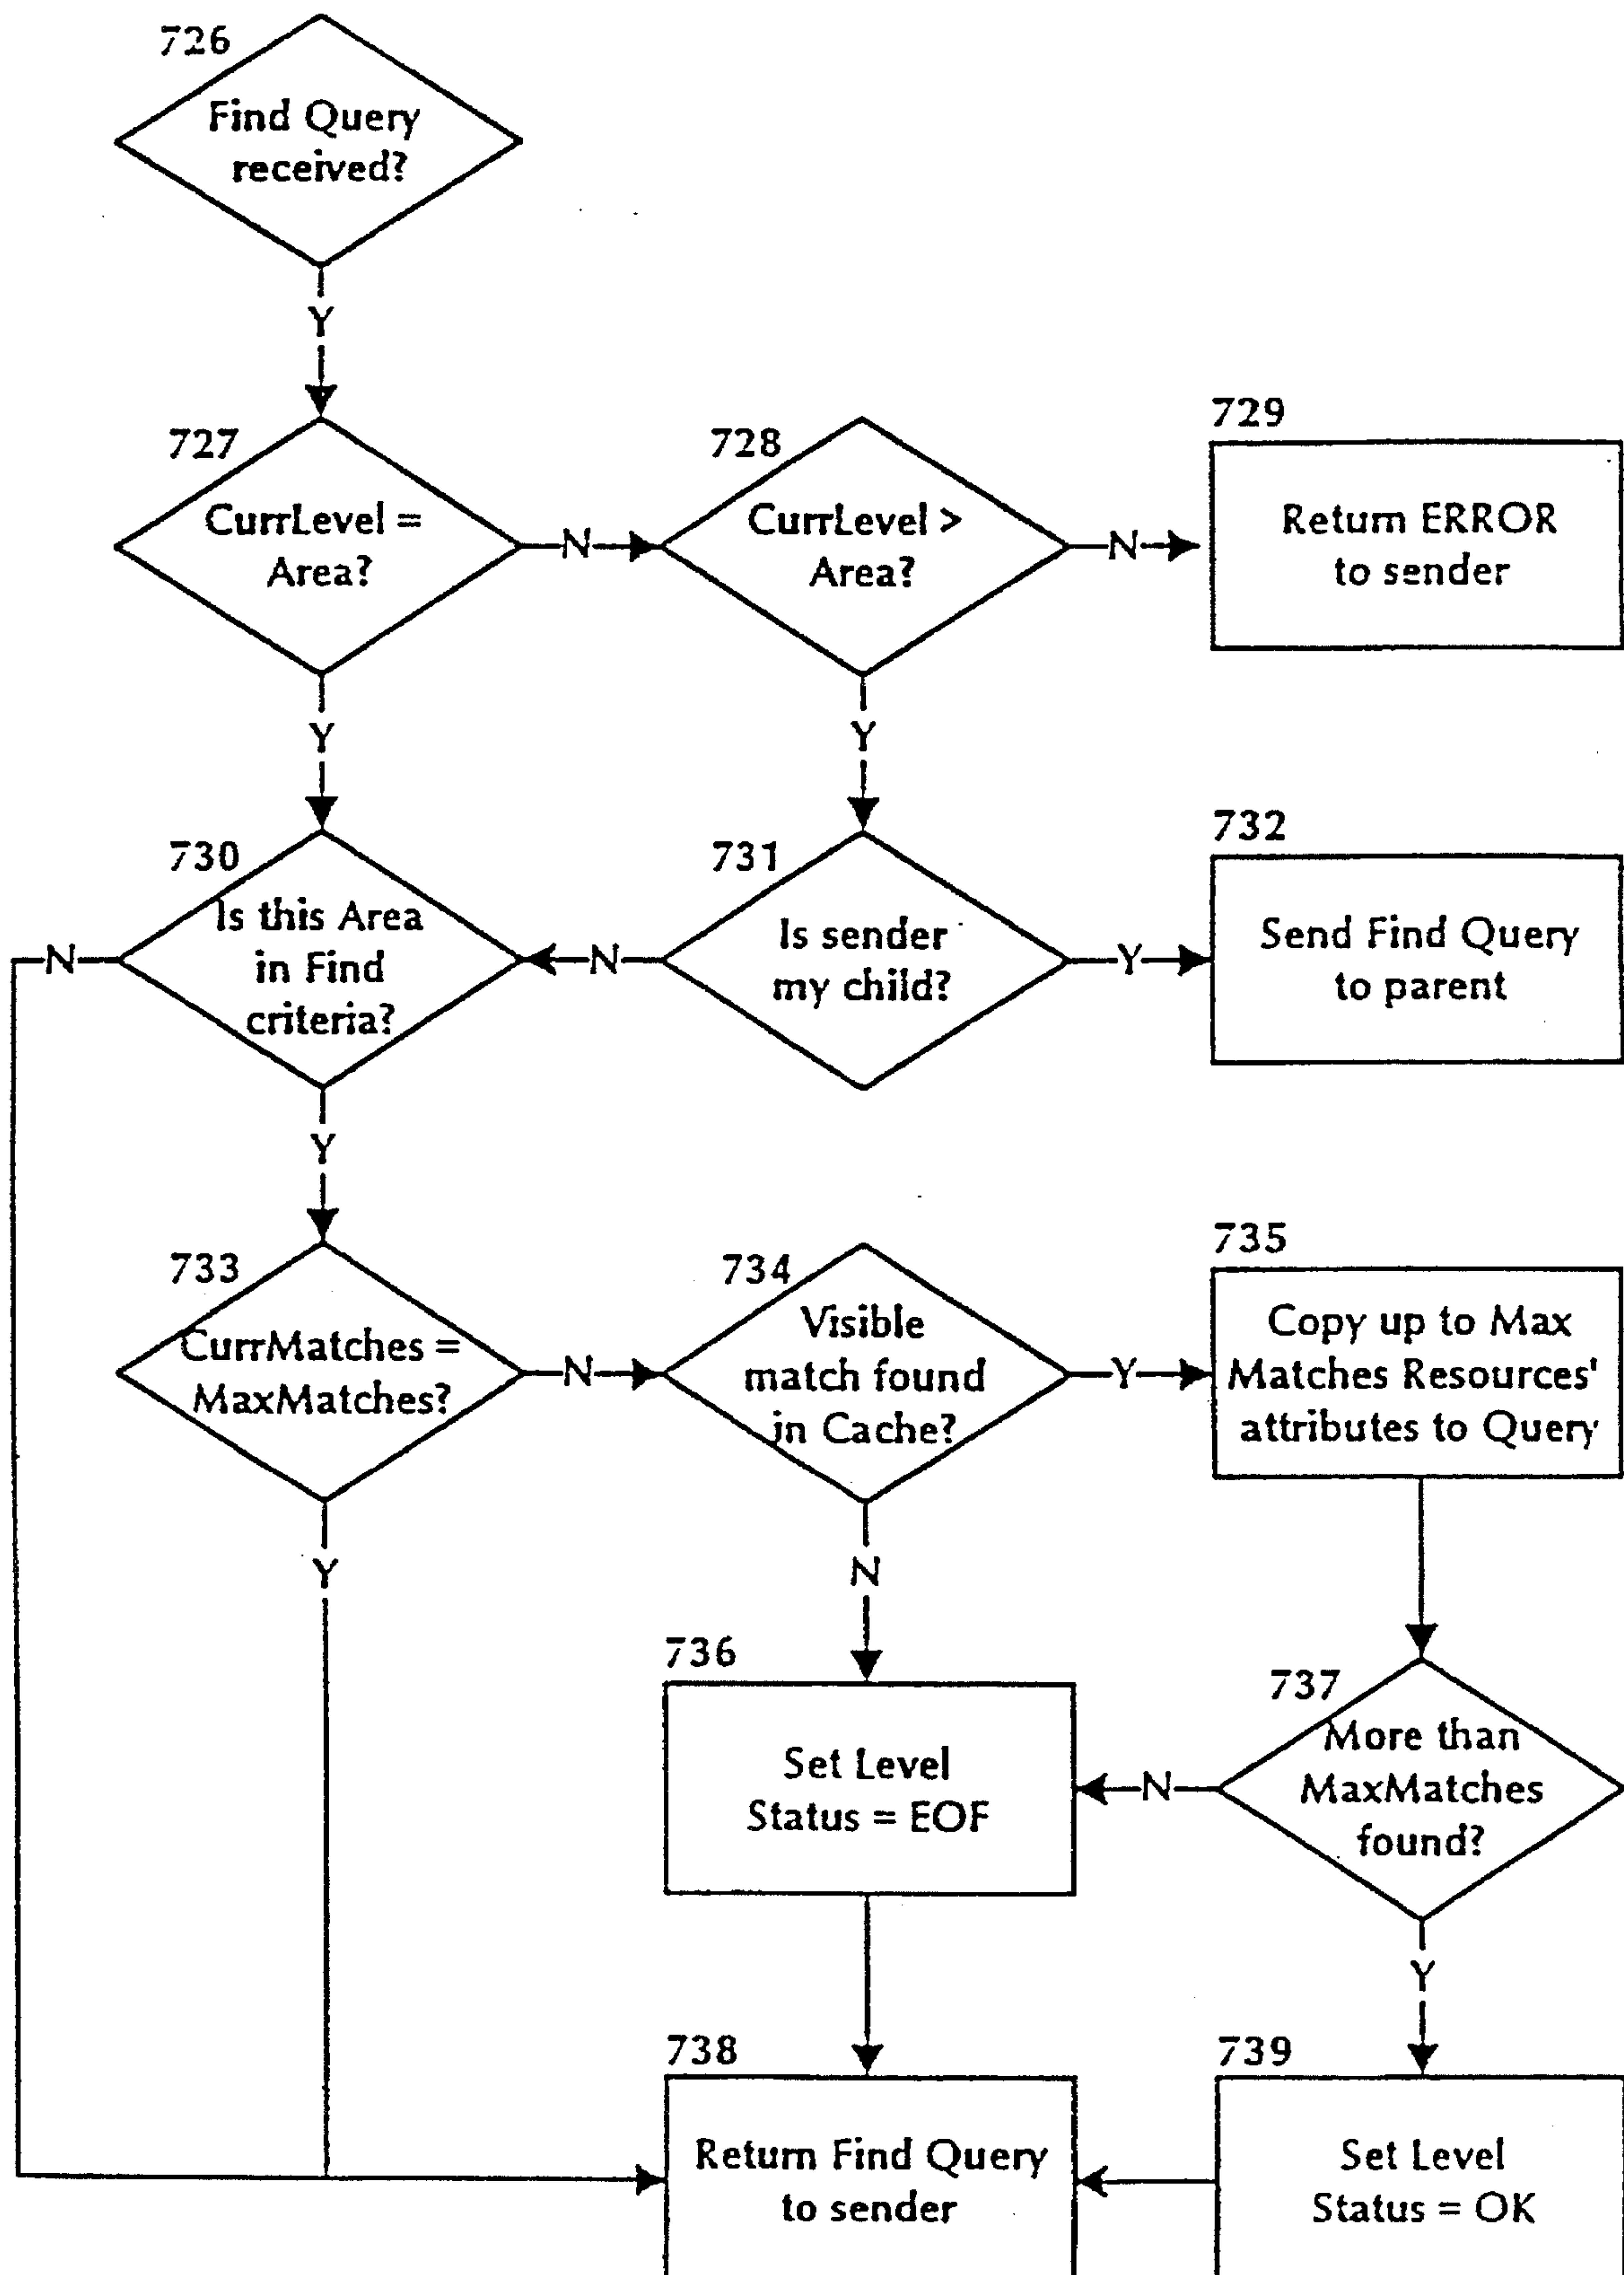 726
Find Query
received?
Y
727
CurrLevel =
Area?
N
728
CurrLevel >
Area?
N
729
Return ERROR
to sender
Y
Y
730
Is this Area
in Find
criteria?
N
N
731
Is sender
my child?
Y
732
Send Find Query
to parent
Y
733
CurrMatches =
MaxMatches?
N
734
Visible
match found
in Cache?
Y
735
Copy up to Max
Matches Resources'
attributes to Query
Y
N
736
Set Level
Status = EOF
N
737
More than
MaxMatches
found?
Y
738
Return Find Query
to sender
739
Set Level
Status = OK